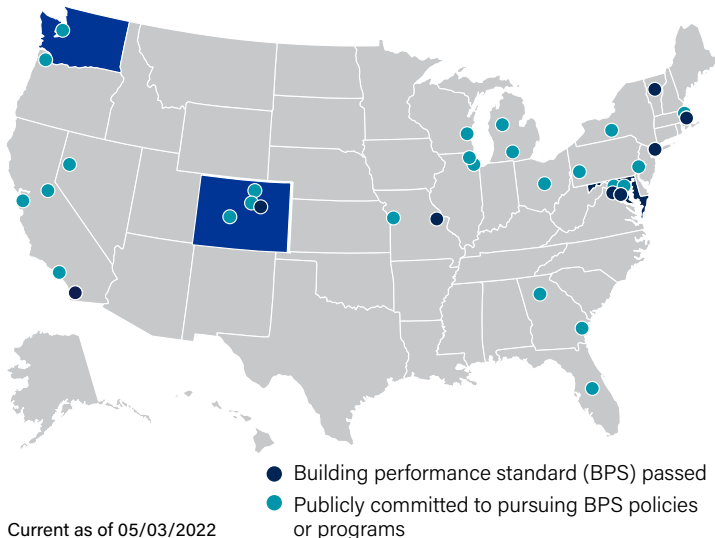 Building performance standard (BPS) passed
Publicly committed to pursuing BPS policies
or programs
Current as of 05/03/2022